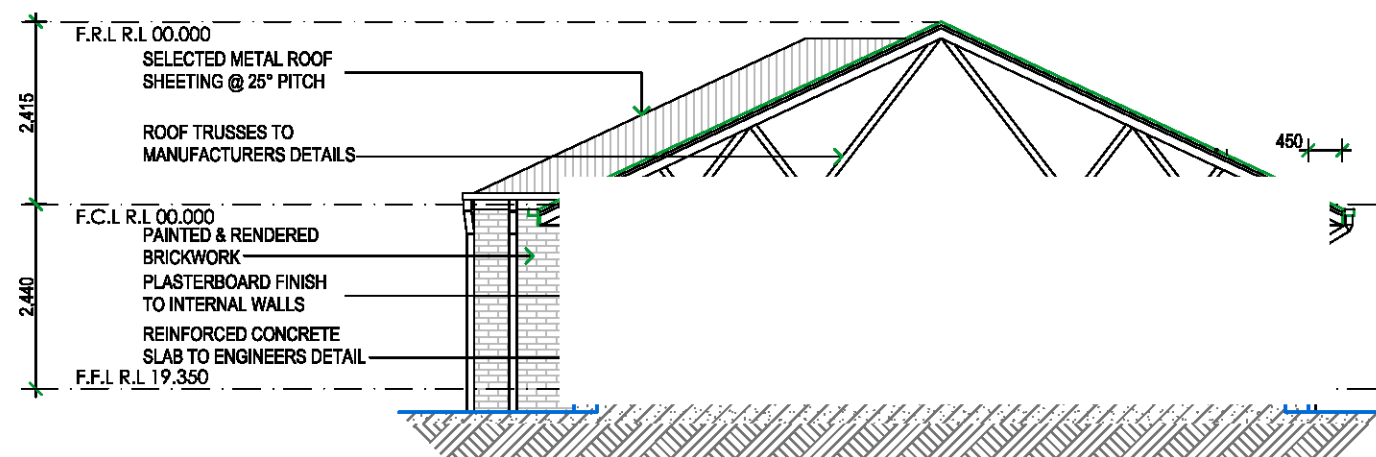 F.R.L R.L 00.000
SELECTED METAL ROOF
SHEETING @ 25° PITCH
2,415
ROOF TRUSSES TO
MANUFACTURERS DETAILS
450
F.C.L R.L 00.000
PAINTED & RENDERED
BRICKWORK
PLASTERBOARD FINISH
TO INTERNAL WALLS
2,440
REINFORCED CONCRETE
SLAB TO ENGINEERS DETAIL
F.F.L R.L 19.350